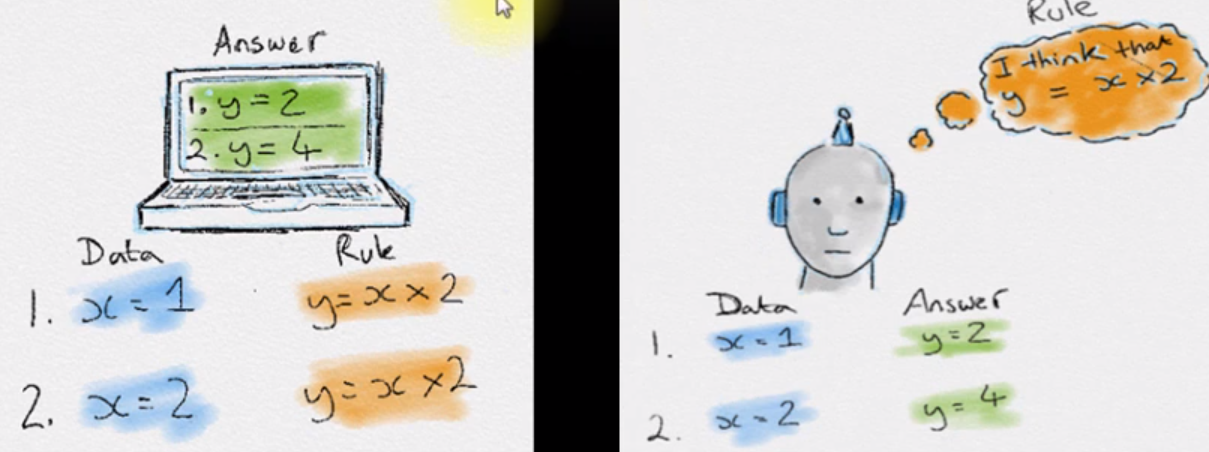 Answer
1. y = 2
2. y = 4
Data Rule
1. x = 1 y = x × 2
2. x = 2 y = x × 2
Rule
I think that
y = x × 2
Data Answer
1. x = 1 y = 2
2. x = 2 y = 4